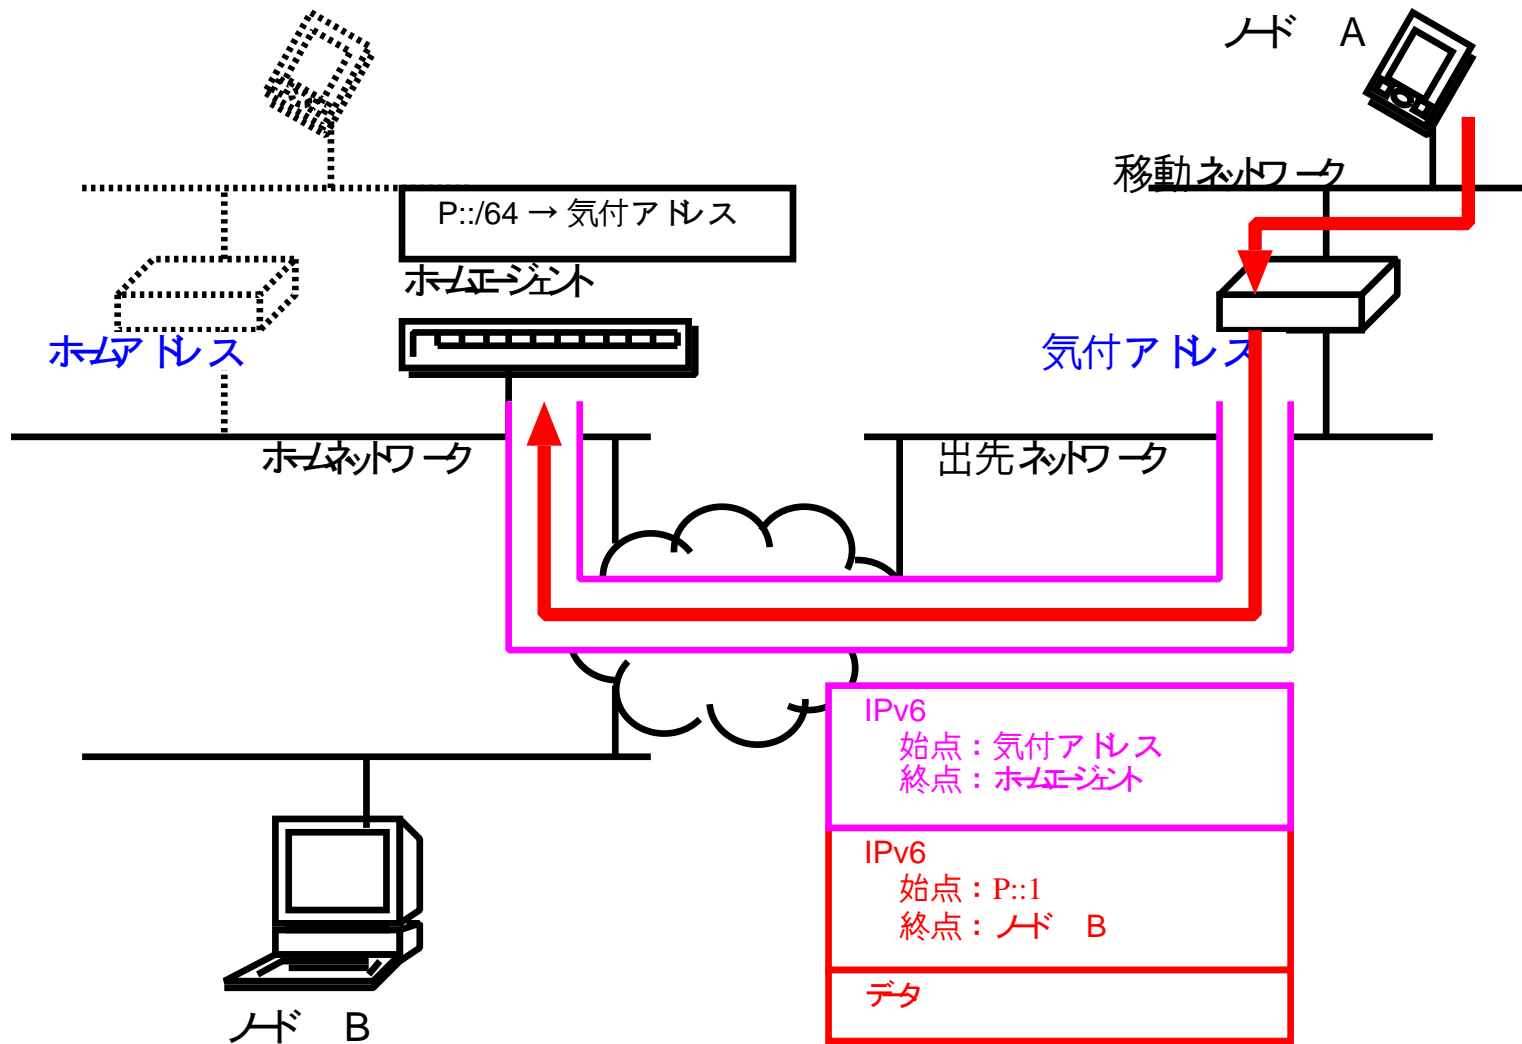 ノード A
移動ネットワーク
P::/64 → 気付アドレス
ホームエージェント
ホームアドレス
気付アドレス
ホームネットワーク
出先ネットワーク
IPv6
始点：気付アドレス
終点：ホームエージェント
IPv6
始点：P::1
終点：ノード B
データ
ノード B